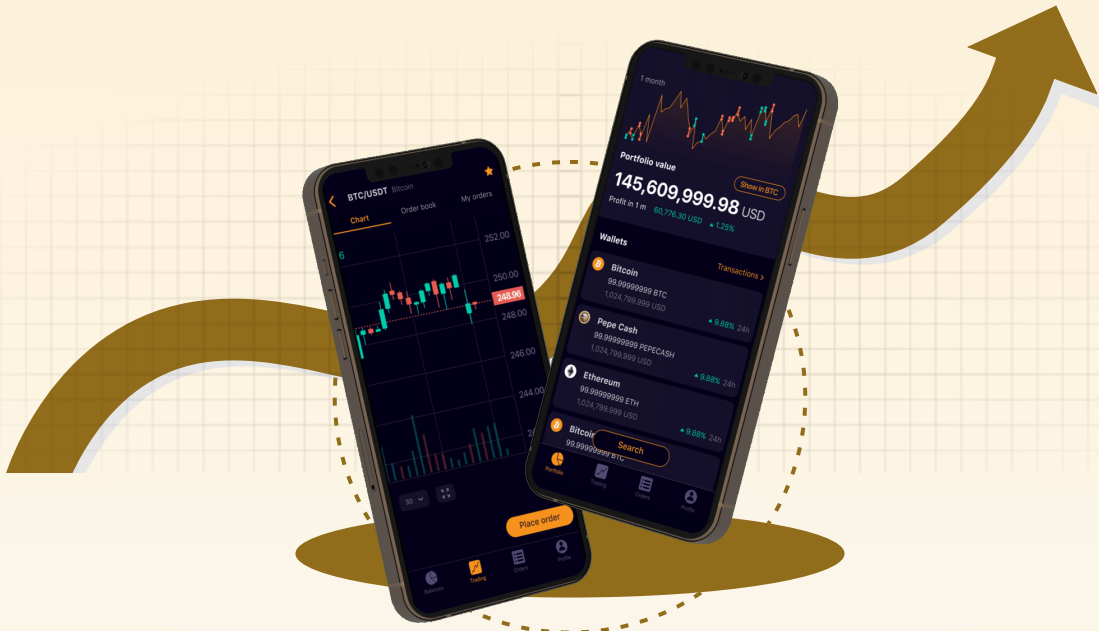 BTC/USDT Bitcoin
Chart
Order book
My orders
6
252.00
250.00
248.96
248.00
246.00
244.00
30
Place order
Balances
Trading
Orders
Profile
1 month
Portfolio value
Show in BTC
145,609,999.98 USD
Profit in 1 m 60,776.30 USD ▲ 1.25%
Wallets
Transactions >
Bitcoin
99.99999999 BTC
1,024,799.999 USD
▲ 9.88% 24h
Pepe Cash
99.99999999 PEPECASH
1,024,799.999 USD
▲ 9.88% 24h
Ethereum
99.99999999 ETH
1,024,799.999 USD
▲ 9.88% 24h
Bitcoin
99.99999999 BTC
Search
Portfolio
Trading
Orders
Profile